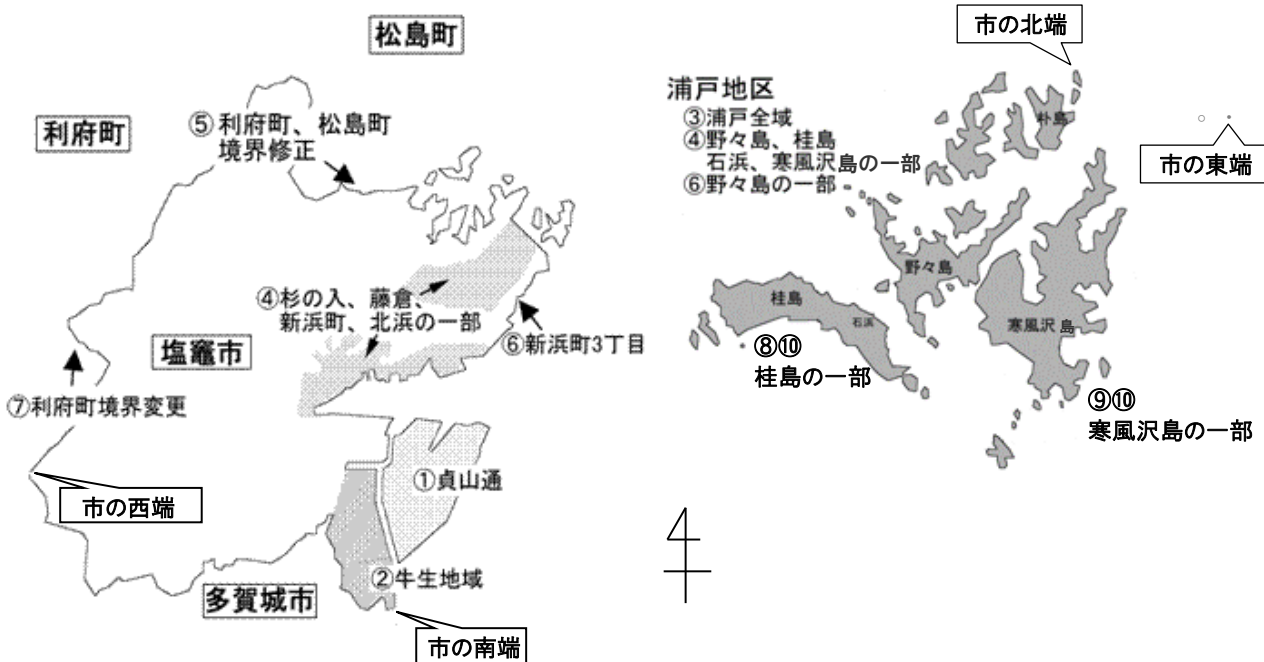 松島町
利府町
⑤利府町、松島町
境界修正
④杉の入、藤倉、
新浜町、北浜の一部
⑥新浜町3丁目
塩竈市
⑦利府町境界変更
①貞山通
市の西端
②牛生地域
多賀城市
市の南端
市の北端
浦戸地区
③浦戸全域
④野々島、桂島
石浜、寒風沢島の一部
⑥野々島の一部
朴島
市の東端
野々島
桂島
石浜
寒風沢島
⑧⑩
桂島の一部
⑨⑩
寒風沢島の一部